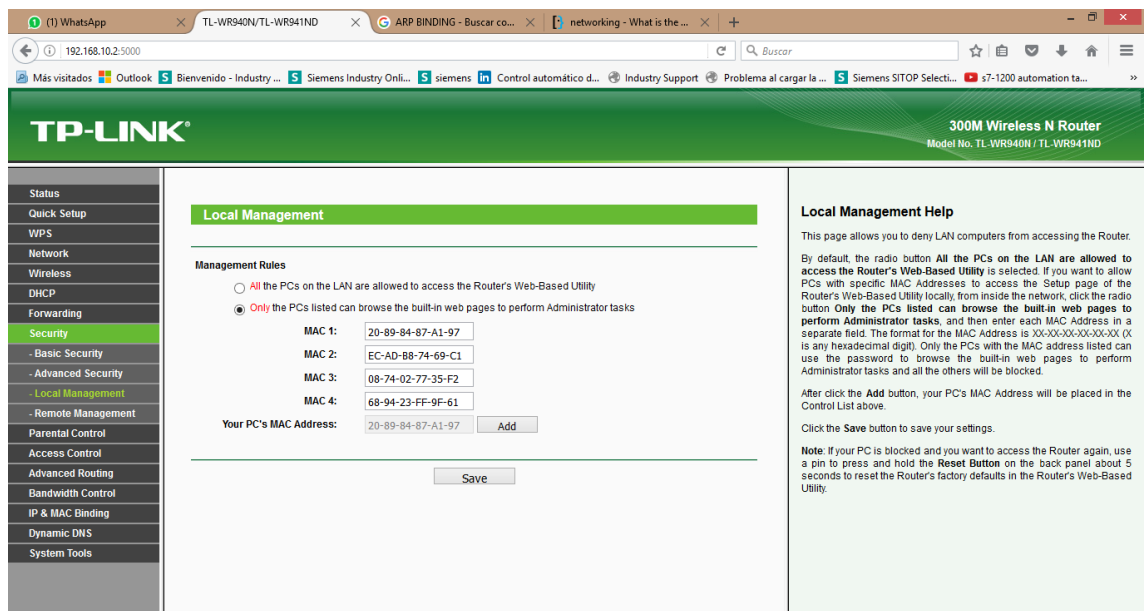 (1) WhatsApp
TL-WR940N/TL-WR941ND
ARP BINDING - Buscar co...
networking - What is the ...
192.168.10.2:5000
Buscar
Más visitados
Outlook
Bienvenido - Industry ...
Siemens Industry Onli...
siemens
Control automático d...
Industry Support
Problema al cargar la ...
Siemens SITOP Selecti...
s7-1200 automation ta...
TP-LINK®
300M Wireless N Router
Model No. TL-WR940N / TL-WR941ND
Status
Quick Setup
WPS
Network
Wireless
DHCP
Forwarding
Security
- Basic Security
- Advanced Security
- Local Management
- Remote Management
Parental Control
Access Control
Advanced Routing
Bandwidth Control
IP & MAC Binding
Dynamic DNS
System Tools
Local Management
Management Rules
All the PCs on the LAN are allowed to access the Router's Web-Based Utility
Only the PCs listed can browse the built-in web pages to perform Administrator tasks
MAC 1: 20-89-84-87-A1-97
MAC 2: EC-AD-B8-74-69-C1
MAC 3: 08-74-02-77-35-F2
MAC 4: 68-94-23-FF-9F-61
Your PC's MAC Address: 20-89-84-87-A1-97 Add
Save
Local Management Help
This page allows you to deny LAN computers from accessing the Router.
By default, the radio button All the PCs on the LAN are allowed to
access the Router's Web-Based Utility is selected. If you want to allow
PCs with specific MAC Addresses to access the Setup page of the
Router's Web-Based Utility locally, from inside the network, click the radio
button Only the PCs listed can browse the built-in web pages to
perform Administrator tasks, and then enter each MAC Address in a
separate field. The format for the MAC Address is XX-XX-XX-XX-XX-XX (X
is any hexadecimal digit). Only the PCs with the MAC address listed can
use the password to browse the built-in web pages to perform
Administrator tasks and all the others will be blocked.
After click the Add button, your PC's MAC Address will be placed in the
Control List above.
Click the Save button to save your settings.
Note: If your PC is blocked and you want to access the Router again, use
a pin to press and hold the Reset Button on the back panel about 5
seconds to reset the Router's factory defaults in the Router's Web-Based
Utility.